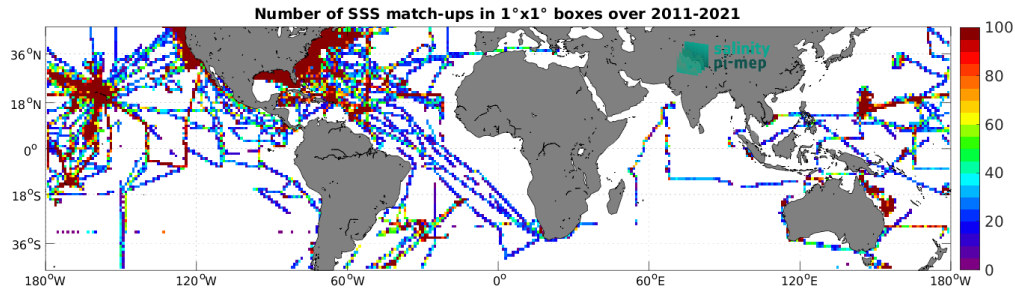 Number of SSS match-ups in 1°x1° boxes over 2011-2021
salinity
pi-mep
36°N
18°N
0°
18°S
36°S
180°W
120°W
60°W
0°
60°E
120°E
180°W
100
80
60
40
20
0